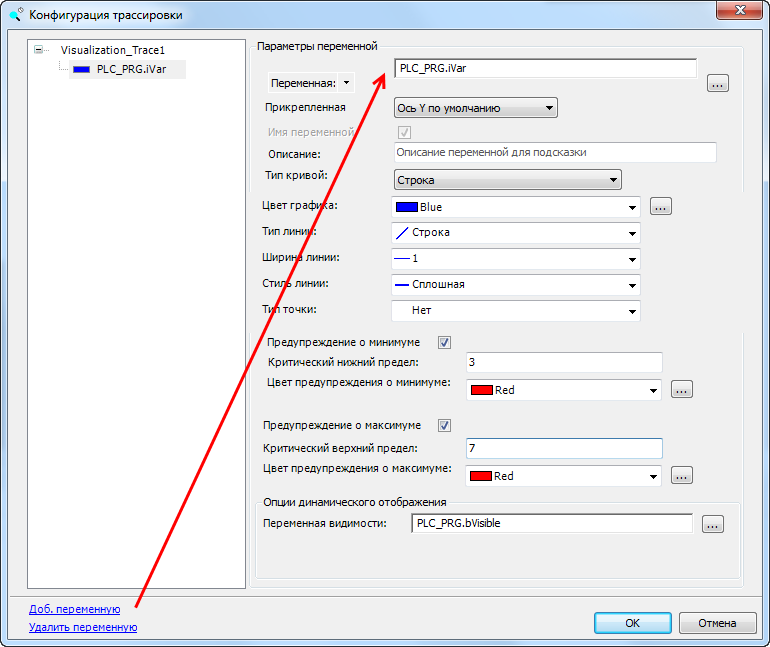 Конфигурация трассировки
Visualization_Trace1
PLC_PRG.iVar
Параметры переменной
Переменная:
PLC_PRG.iVar
...
Прикрепленная
Ось Y по умолчанию
Имя переменной
Описание:
Описание переменной для подсказки
Тип кривой:
Строка
Цвет графика:
Blue
...
Тип линии:
Строка
Ширина линии:
1
Стиль линии:
Сплошная
Тип точки:
Нет
Предупреждение о минимуме
Критический нижний предел:
3
Цвет предупреждения о минимуме:
Red
...
Предупреждение о максимуме
Критический верхний предел:
7
Цвет предупреждения о максимуме:
Red
...
Опции динамического отображения
Переменная видимости:
PLC_PRG.bVisible
...
Доб. переменную
Удалить переменную
OK
Отмена